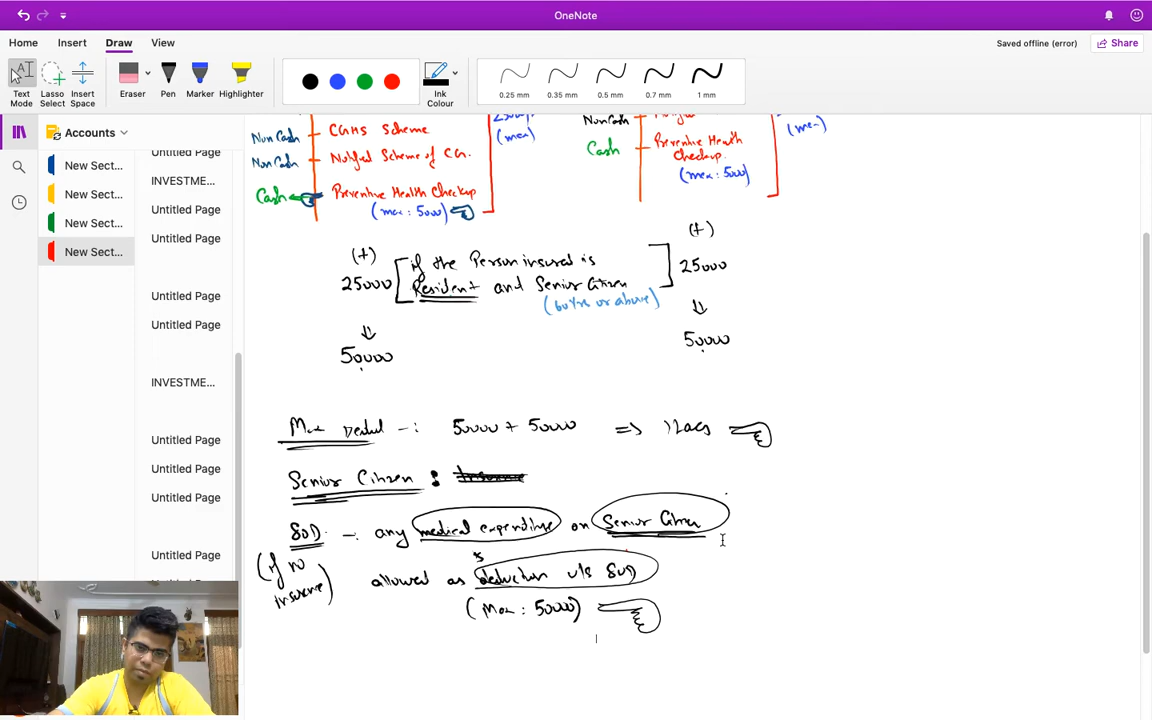 OneNote
Home Insert Draw View
Saved offline (error) Share
Text Mode
Lasso Select
Insert Space
Eraser
Pen
Marker
Highlighter
Ink Colour
0.25 mm 0.35 mm 0.5 mm 0.7 mm 1 mm
Accounts
New Sect...
New Sect...
New Sect...
New Sect...
Untitled Page
INVESTME...
Untitled Page
Untitled Page
Untitled Page
Untitled Page
INVESTME...
Untitled Page
Untitled Page
Untitled Page
Untitled Page
Non Cash CGHS Scheme
(max)
Non Cash Notified Scheme of C.G.
Cash Preventive Health Checkup
(max : 5000)
Non Cash
(max)
Cash Preventive Health
Checkup.
(max : 5000)
(+)
25000
if the Person insured is
Resident and Senior Citizen
(60 Yrs or above)
50000
(+)
25000
50000
Max Deduct -: 50000 + 50000 => 1 Lacs
Senior Citizen :
80D -: any medical expenditure on Senior Citizen
(if no insurance)
allowed as deduction u/s 80D
(Max : 50000)